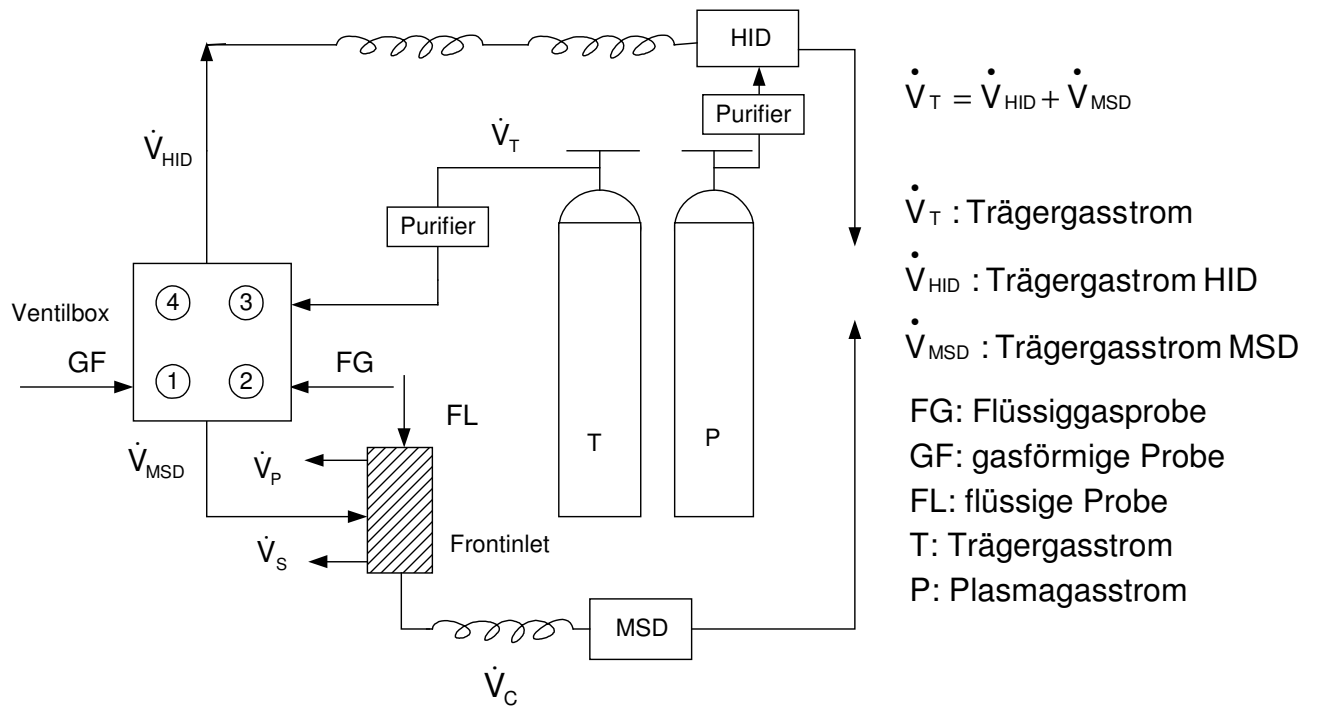 HID
Purifier
V̇T
V̇HID
Purifier
Ventilbox
4
3
GF
1
2
FG
FL
V̇MSD
V̇P
V̇S
Frontinlet
T
P
MSD
V̇C
V̇T = V̇HID + V̇MSD
V̇T : Trägergasstrom
V̇HID : Trägergastrom HID
V̇MSD : Trägergasstrom MSD
FG: Flüssiggasprobe
GF: gasförmige Probe
FL: flüssige Probe
T: Trägergasstrom
P: Plasmagasstrom